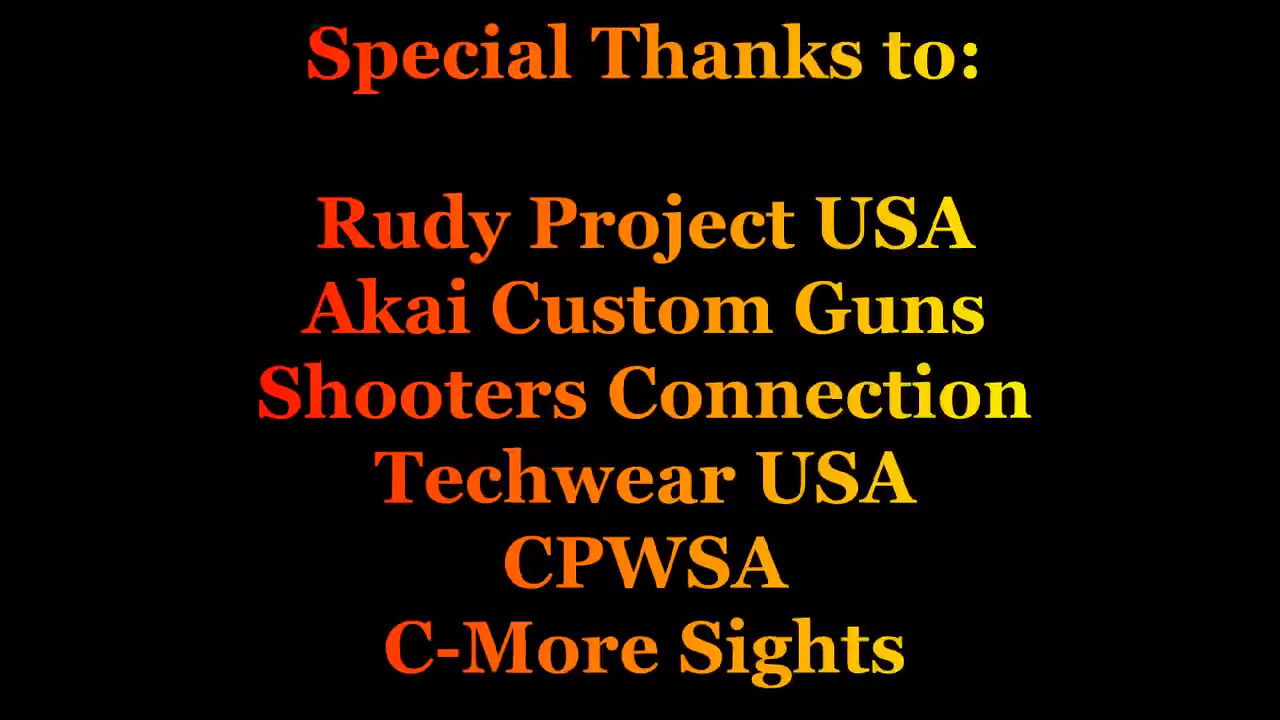 Special Thanks to:
Rudy Project USA
Akai Custom Guns
Shooters Connection
Techwear USA
CPWSA
C-More Sights